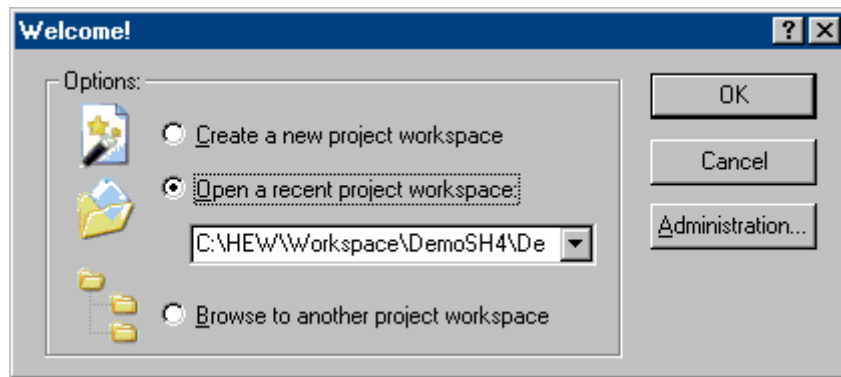 Welcome!
Options:
Create a new project workspace
Open a recent project workspace:
C:\HEW\Workspace\DemoSH4\De
Browse to another project workspace
OK
Cancel
Administration...